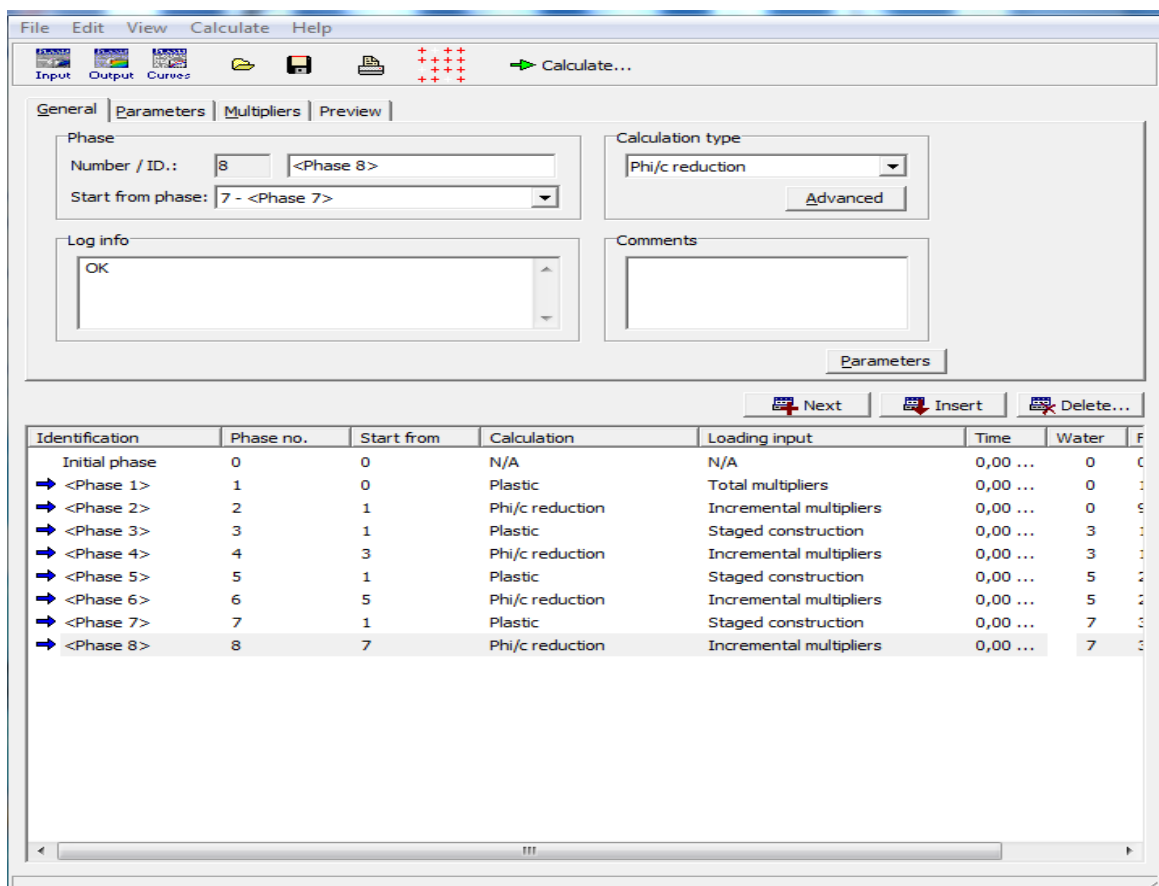 File Edit View Calculate Help
Input Output Curves Calculate...
General Parameters Multipliers Preview
Phase Calculation type
Number / ID.: 8 <Phase 8> Phi/c reduction
Start from phase: 7 - <Phase 7> Advanced
Log info Comments
OK
Parameters
Next Insert Delete...
Identification Phase no. Start from Calculation Loading input Time Water F
Initial phase 0 0 N/A N/A 0,00 ... 0
<Phase 1> 1 0 Plastic Total multipliers 0,00 ... 0
<Phase 2> 2 1 Phi/c reduction Incremental multipliers 0,00 ... 0
<Phase 3> 3 1 Plastic Staged construction 0,00 ... 3
<Phase 4> 4 3 Phi/c reduction Incremental multipliers 0,00 ... 3
<Phase 5> 5 1 Plastic Staged construction 0,00 ... 5
<Phase 6> 6 5 Phi/c reduction Incremental multipliers 0,00 ... 5
<Phase 7> 7 1 Plastic Staged construction 0,00 ... 7
<Phase 8> 8 7 Phi/c reduction Incremental multipliers 0,00 ... 7